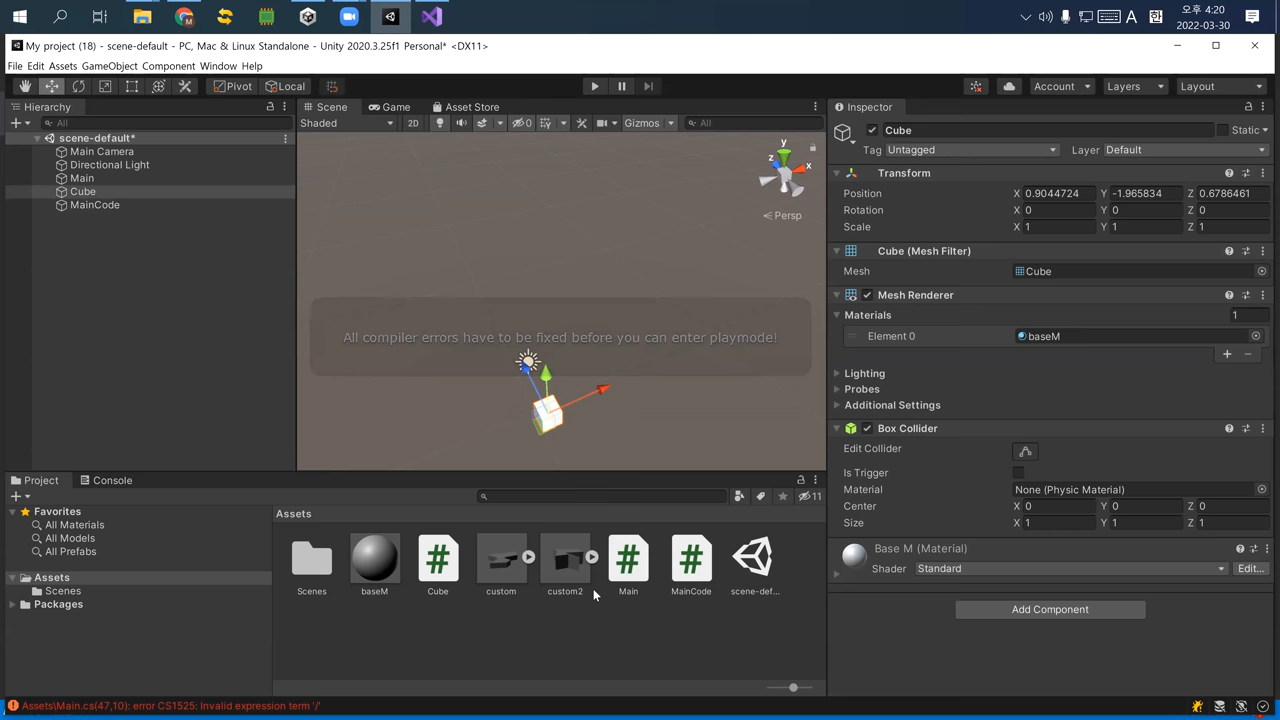 A 한 오후 4:20
2022-03-30
My project (18) - scene-default - PC, Mac & Linux Standalone - Unity 2020.3.25f1 Personal* <DX11>
File Edit Assets GameObject Component Window Help
Pivot Local Account Layers Layout
Hierarchy
All
scene-default*
Main Camera
Directional Light
Main
Cube
MainCode
Scene Game Asset Store
Shaded 2D 0 Gizmos All
y
z x
Persp
All compiler errors have to be fixed before you can enter playmode!
Inspector
Cube Static
Tag Untagged Layer Default
Transform
Position X 0.9044724 Y -1.965834 Z 0.6786461
Rotation X 0 Y 0 Z 0
Scale X 1 Y 1 Z 1
Cube (Mesh Filter)
Mesh Cube
Mesh Renderer
Materials 1
Element 0 baseM
Lighting
Probes
Additional Settings
Box Collider
Edit Collider
Is Trigger
Material None (Physic Material)
Center X 0 Y 0 Z 0
Size X 1 Y 1 Z 1
Base M (Material)
Shader Standard Edit...
Add Component
Project Console
11
Favorites
All Materials
All Models
All Prefabs
Assets
Scenes
Packages
Assets
Scenes baseM Cube custom custom2 Main MainCode scene-def...
Assets\Main.cs(47,10): error CS1525: Invalid expression term '/'